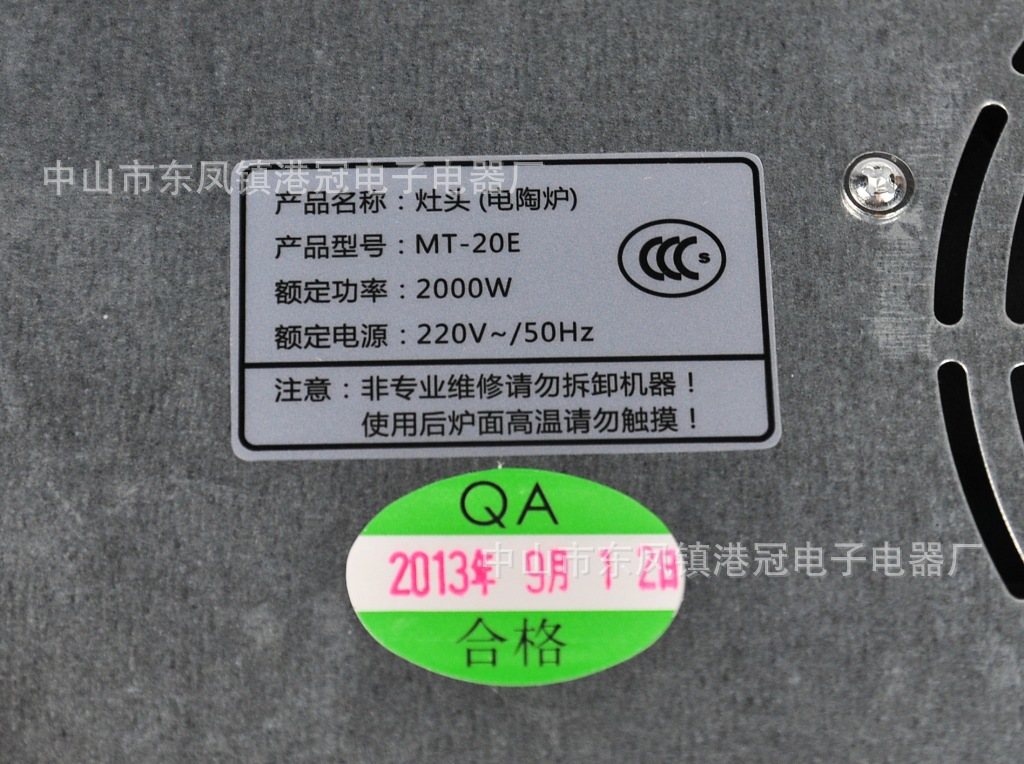 中山市东凤镇港冠电子电器厂
产品名称：灶头(电陶炉)
产品型号：MT-20E
额定功率：2000W
额定电源：220V~/50Hz
CCC S
注意：非专业维修请勿拆卸机器！
使用后炉面高温请勿触摸！
QA
2013年 9月 1 2日
中山市东凤镇港冠电子电器厂
合格